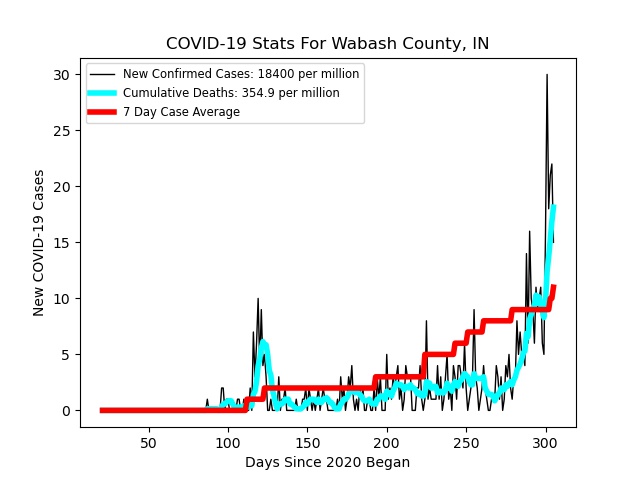 COVID-19 Stats For Wabash County, IN
New Confirmed Cases: 18400 per million
Cumulative Deaths: 354.9 per million
7 Day Case Average
New COVID-19 Cases
30
25
20
15
10
5
0
50 100 150 200 250 300
Days Since 2020 Began